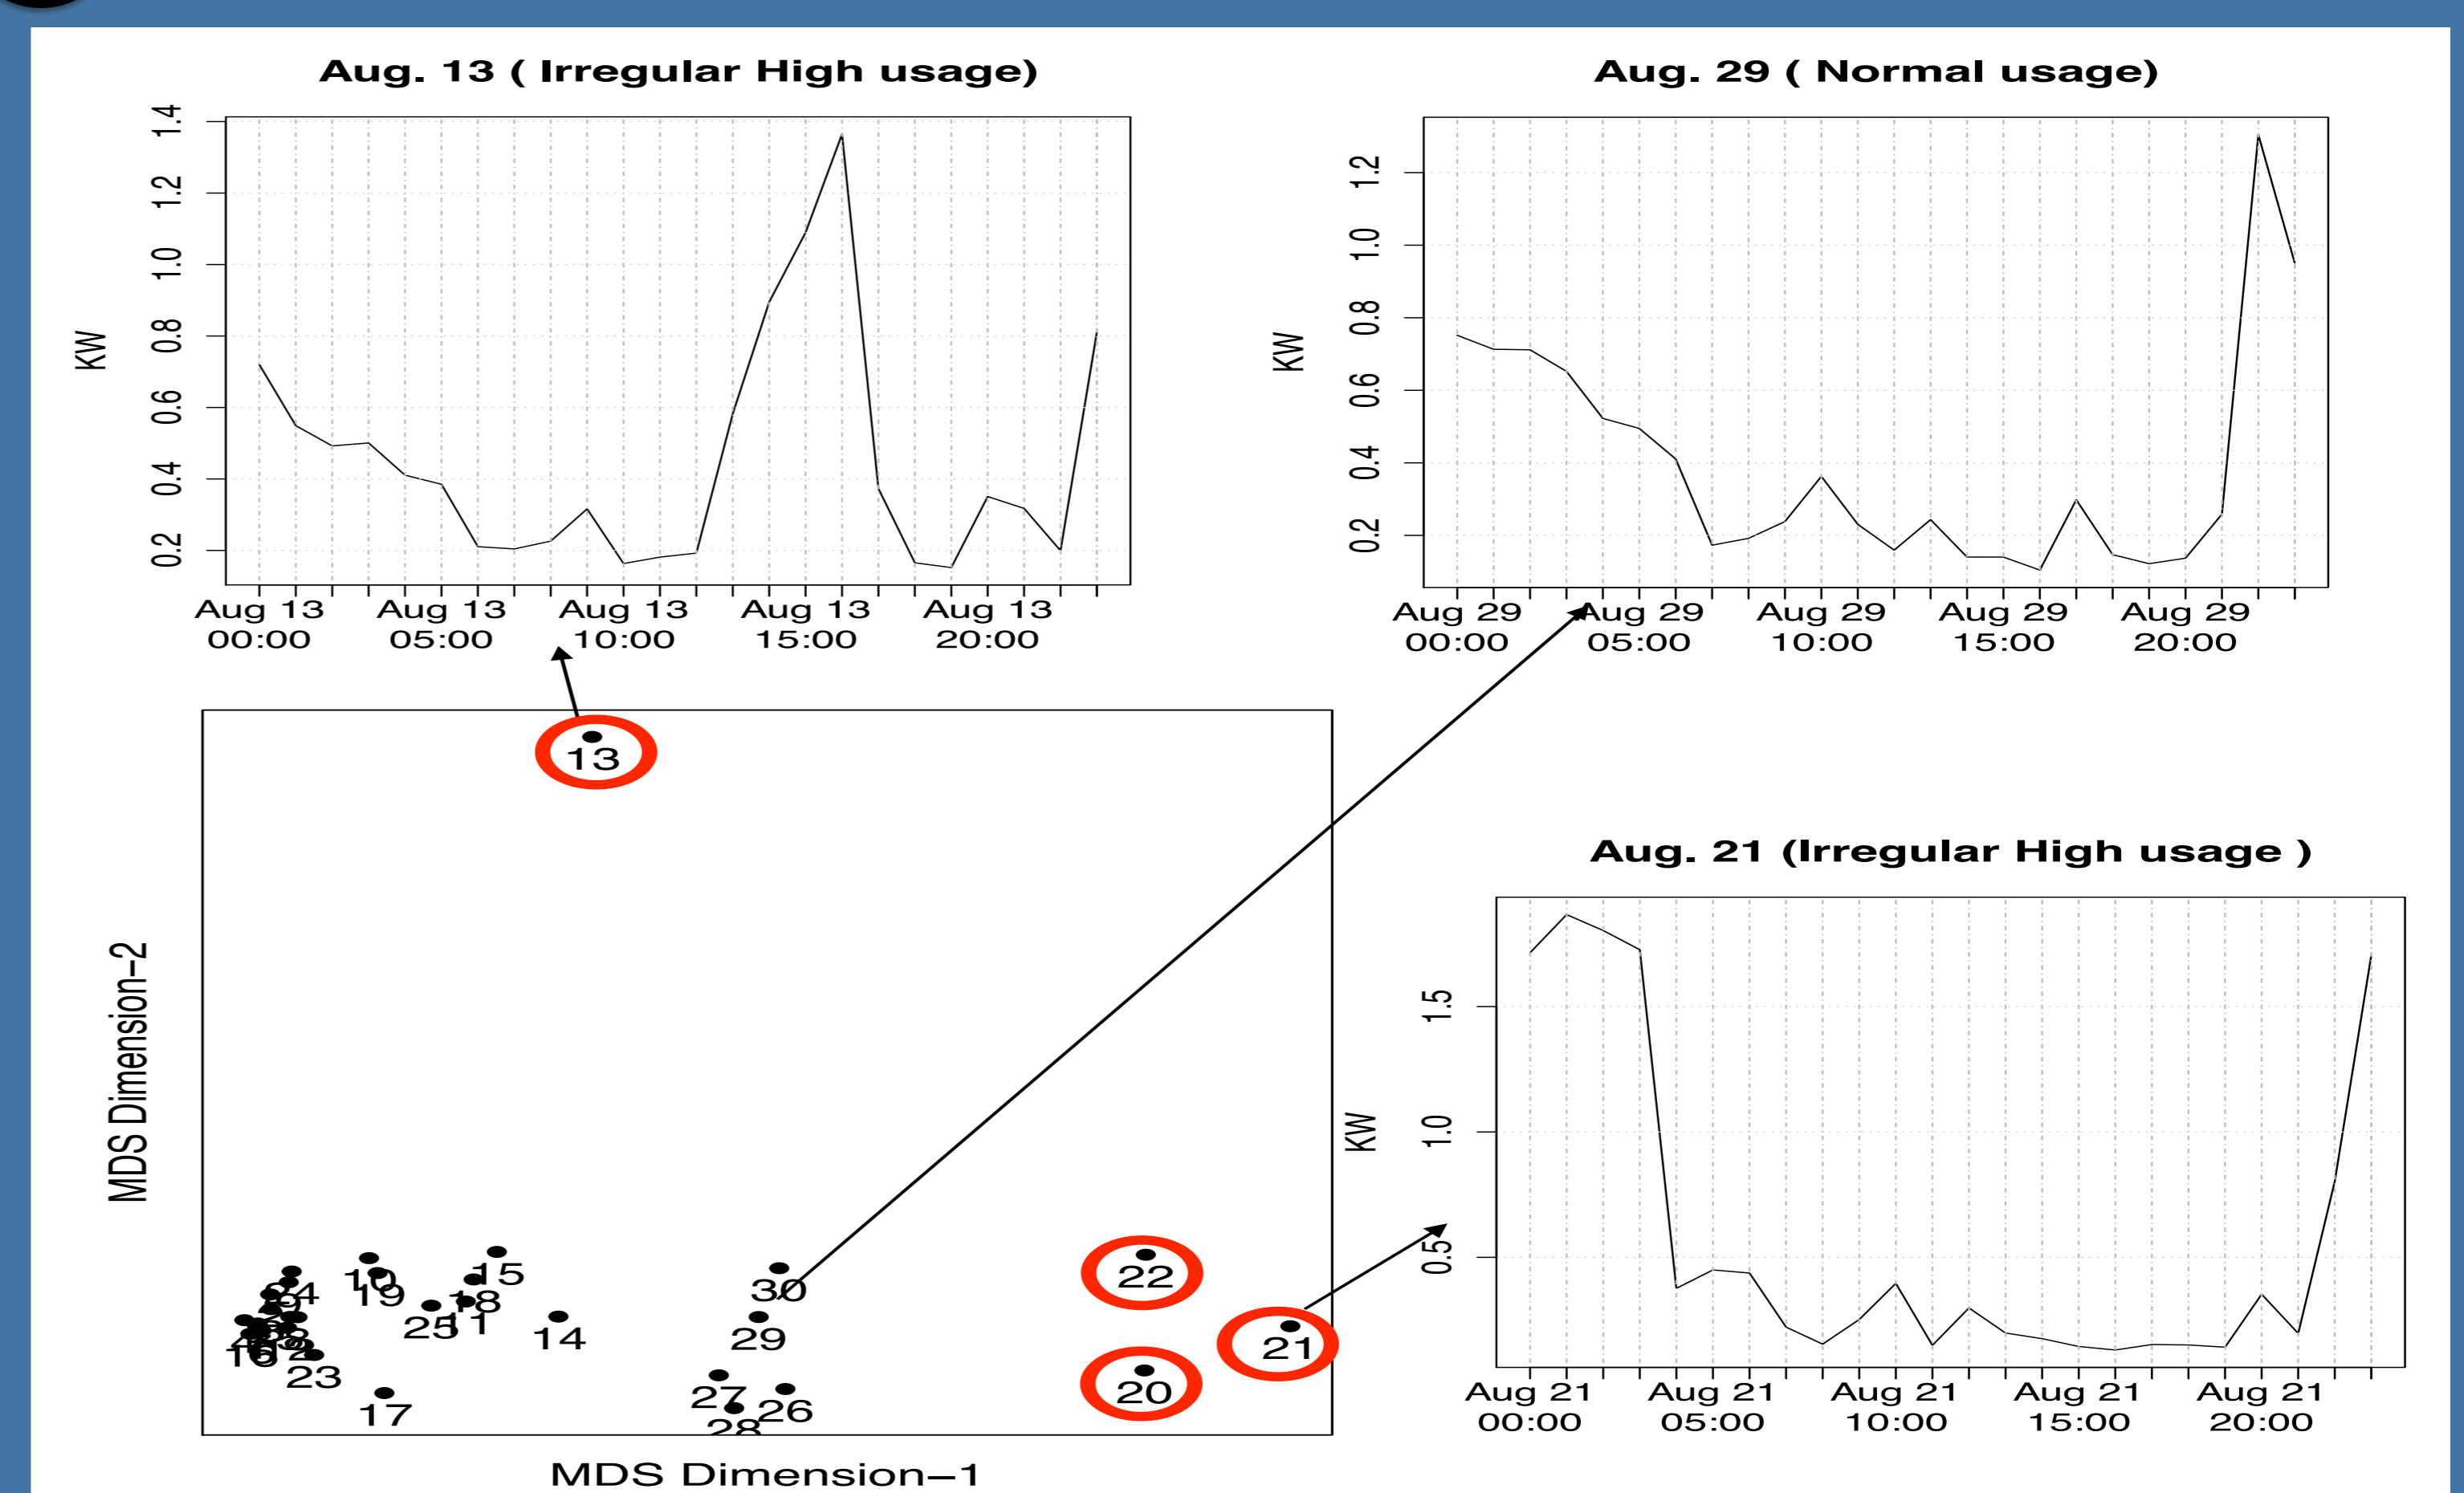 Aug. 13 ( Irregular High usage)
KW
1.4
1.2
1.0
0.8
0.6
0.4
0.2
Aug 13 Aug 13 Aug 13 Aug 13 Aug 13
00:00 05:00 10:00 15:00 20:00
Aug. 29 ( Normal usage)
KW
1.2
1.0
0.8
0.6
0.4
0.2
Aug 29 Aug 29 Aug 29 Aug 29 Aug 29
00:00 05:00 10:00 15:00 20:00
MDS Dimension−2
13
22
15
10
19
18
30
24
25
11
14
29
21
23
27
26
20
17
28
MDS Dimension−1
Aug. 21 (Irregular High usage )
KW
1.5
1.0
0.5
Aug 21 Aug 21 Aug 21 Aug 21 Aug 21
00:00 05:00 10:00 15:00 20:00